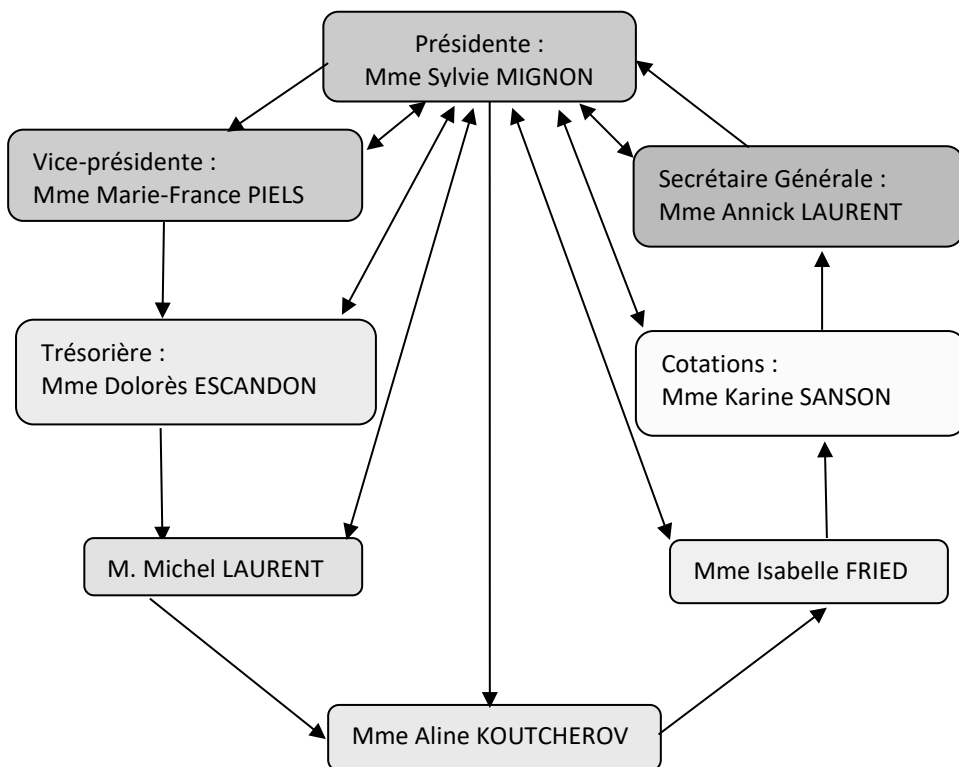 Présidente :
Mme Sylvie MIGNON
Vice-présidente :
Mme Marie-France PIELS
Secrétaire Générale :
Mme Annick LAURENT
Trésorière :
Mme Dolorès ESCANDON
Cotations :
Mme Karine SANSON
M. Michel LAURENT
Mme Isabelle FRIED
Mme Aline KOUTCHEROV